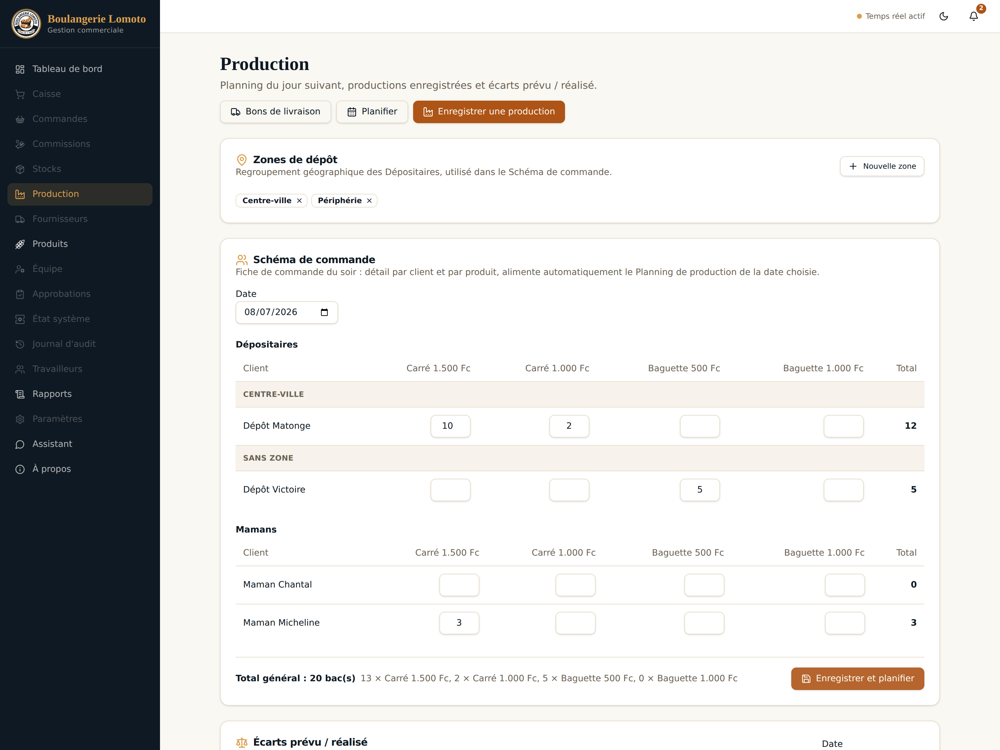 BOULANGERIE LOMOTO
Boulangerie Lomoto
Gestion commerciale
Temps réel actif
2
Tableau de bord
Caisse
Commandes
Commissions
Stocks
Production
Fournisseurs
Produits
Équipe
Approbations
État système
Journal d'audit
Travailleurs
Rapports
Paramètres
Assistant
À propos
Production
Planning du jour suivant, productions enregistrées et écarts prévu / réalisé.
Bons de livraison Planifier Enregistrer une production
Zones de dépôt
Regroupement géographique des Dépositaires, utilisé dans le Schéma de commande.
Nouvelle zone
Centre-ville Périphérie
Schéma de commande
Fiche de commande du soir : détail par client et par produit, alimente automatiquement le Planning de production de la date choisie.
Date
08/07/2026
Dépositaires
Client Carré 1.500 Fc Carré 1.000 Fc Baguette 500 Fc Baguette 1.000 Fc Total
CENTRE-VILLE
Dépôt Matonge 10 2 12
SANS ZONE
Dépôt Victoire 5 5
Mamans
Client Carré 1.500 Fc Carré 1.000 Fc Baguette 500 Fc Baguette 1.000 Fc Total
Maman Chantal 0
Maman Micheline 3 3
Total général : 20 bac(s) 13 × Carré 1.500 Fc, 2 × Carré 1.000 Fc, 5 × Baguette 500 Fc, 0 × Baguette 1.000 Fc
Enregistrer et planifier
Écarts prévu / réalisé
Date